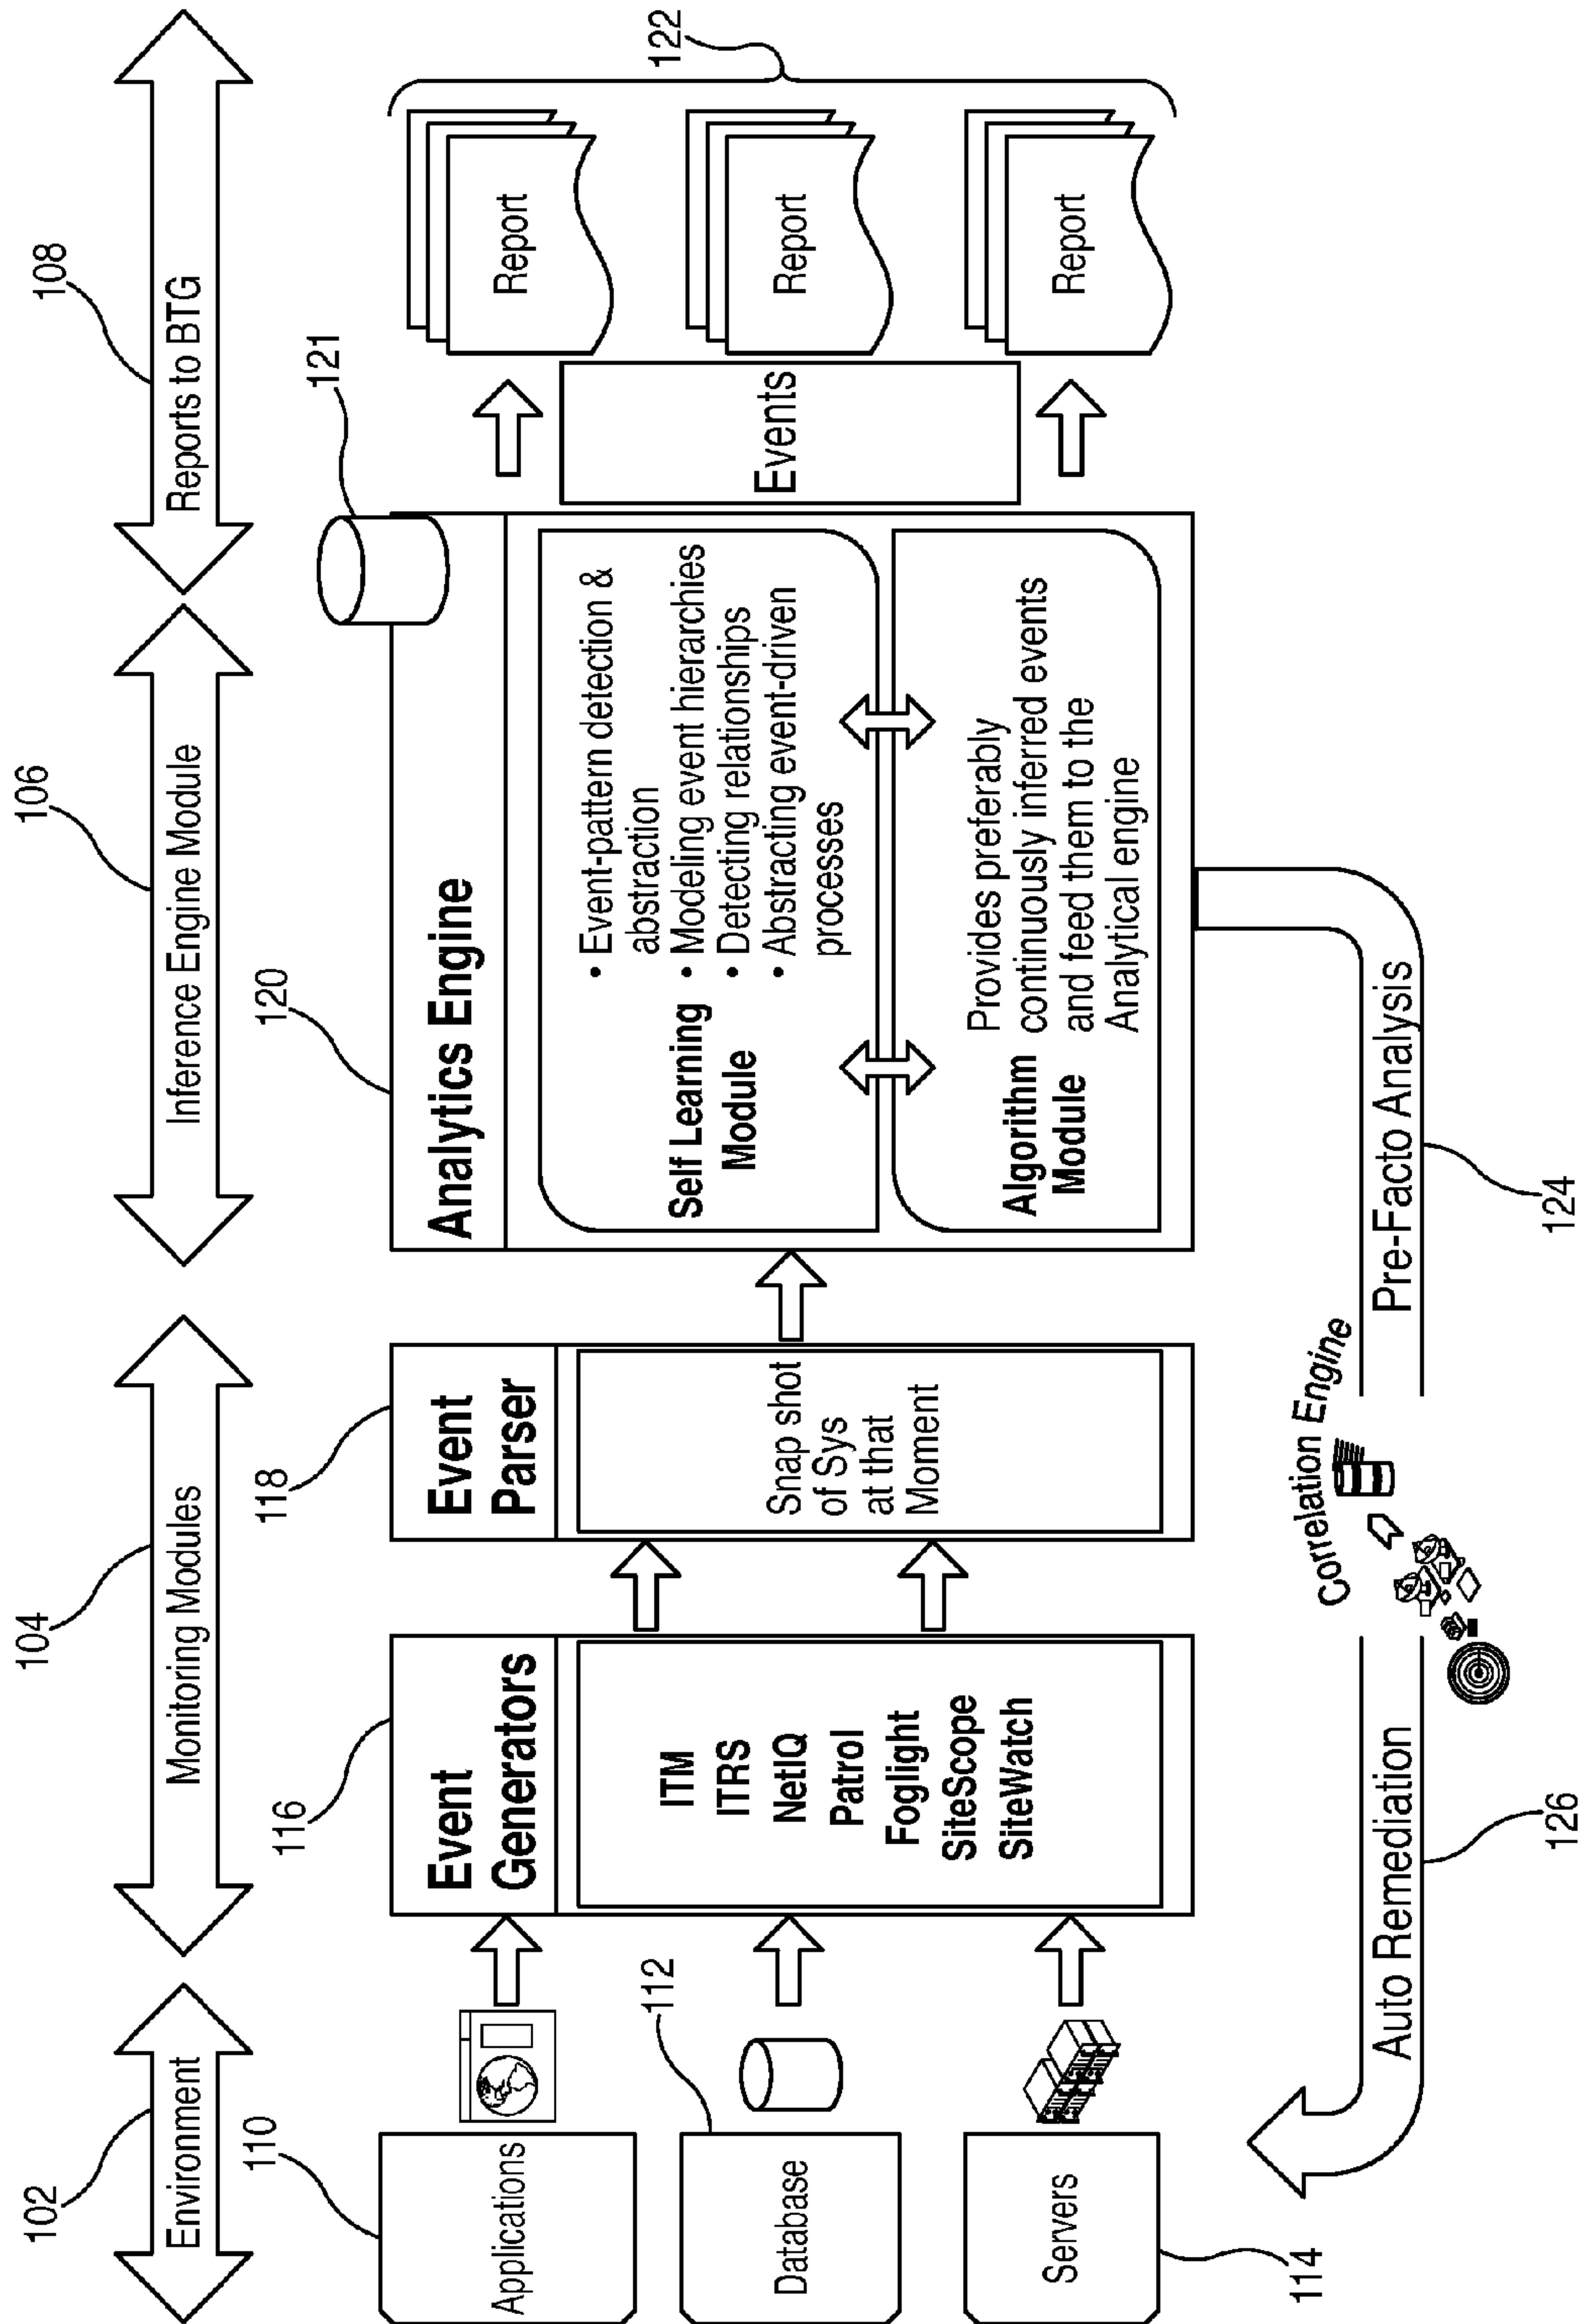 102
104
106
108
Environment
Monitoring Modules
Inference Engine Module
Reports to BTG
110
Applications
112
Database
Servers
114
116
Event
Generators
ITM
ITRS
NetIQ
Patrol
Foglight
SiteScope
SiteWatch
118
Event
Parser
Snap shot
of Sys
at that
Moment
120
Analytics Engine
121
Self Learning
Module
• Event-pattern detection &
abstraction
• Modeling event hierarchies
• Detecting relationships
• Abstracting event-driven
processes
Algorithm
Module
Provides preferably
continuously inferred events
and feed them to the
Analytical engine
Events
Report
Report
Report
122
Auto Remediation
126
Correlation Engine
Pre-Facto Analysis
124